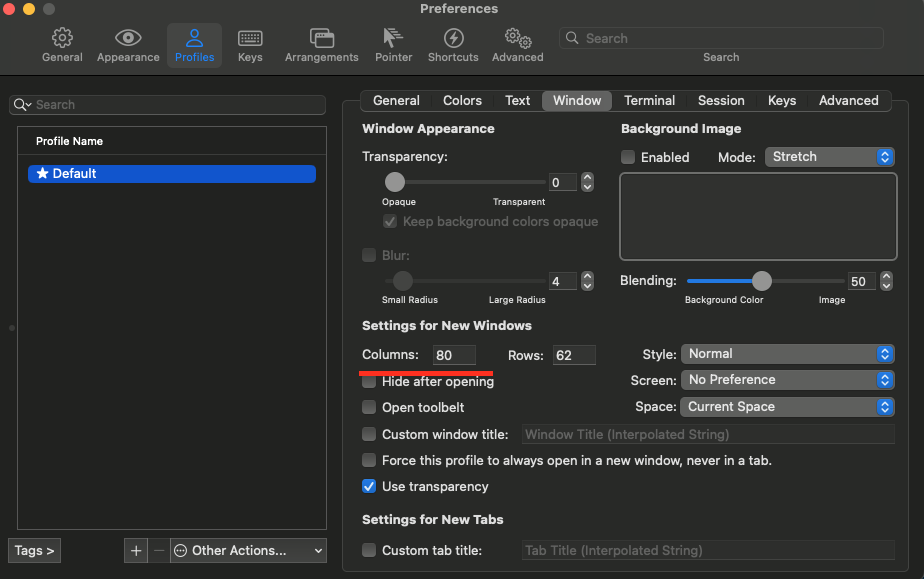 Preferences
General Appearance Profiles Keys Arrangements Pointer Shortcuts Advanced Search
Search
Search
Profile Name
Default
Tags >
+ − Other Actions...
General Colors Text Window Terminal Session Keys Advanced
Window Appearance
Transparency:
0
Opaque Transparent
Keep background colors opaque
Blur:
4
Small Radius Large Radius
Background Image
Enabled Mode: Stretch
Blending: 50
Background Color Image
Settings for New Windows
Columns: 80 Rows: 62 Style: Normal
Hide after opening Screen: No Preference
Open toolbelt Space: Current Space
Custom window title: Window Title (Interpolated String)
Force this profile to always open in a new window, never in a tab.
Use transparency
Settings for New Tabs
Custom tab title: Tab Title (Interpolated String)